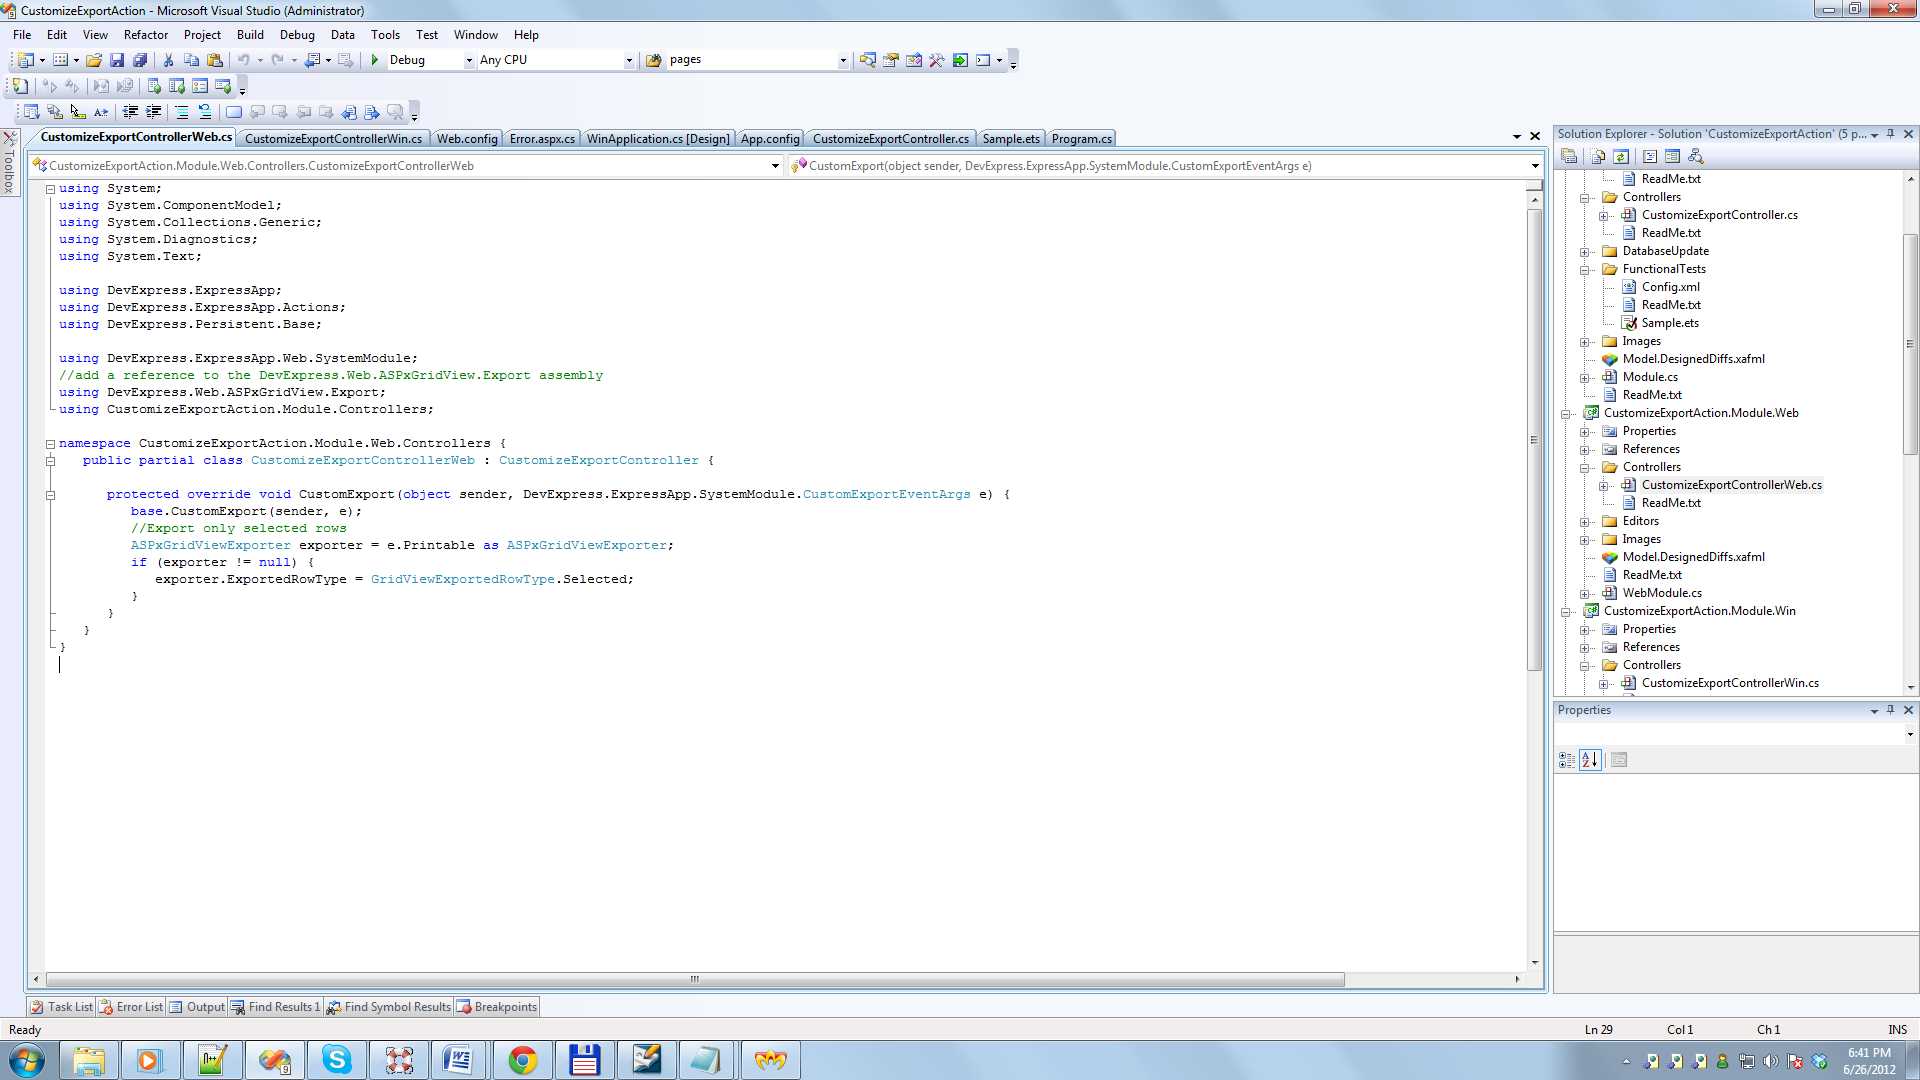 CustomizeExportAction - Microsoft Visual Studio (Administrator)
File Edit View Refactor Project Build Debug Data Tools Test Window Help
Debug Any CPU pages
Toolbox
CustomizeExportControllerWeb.cs CustomizeExportControllerWin.cs Web.config Error.aspx.cs WinApplication.cs [Design] App.config CustomizeExportController.cs Sample.ets Program.cs
CustomizeExportAction.Module.Web.Controllers.CustomizeExportControllerWeb CustomExport(object sender, DevExpress.ExpressApp.SystemModule.CustomExportEventArgs e)
using System;
using System.ComponentModel;
using System.Collections.Generic;
using System.Diagnostics;
using System.Text;
using DevExpress.ExpressApp;
using DevExpress.ExpressApp.Actions;
using DevExpress.Persistent.Base;
using DevExpress.ExpressApp.Web.SystemModule;
//add a reference to the DevExpress.Web.ASPxGridView.Export assembly
using DevExpress.Web.ASPxGridView.Export;
using CustomizeExportAction.Module.Controllers;
namespace CustomizeExportAction.Module.Web.Controllers {
public partial class CustomizeExportControllerWeb : CustomizeExportController {
protected override void CustomExport(object sender, DevExpress.ExpressApp.SystemModule.CustomExportEventArgs e) {
base.CustomExport(sender, e);
//Export only selected rows
ASPxGridViewExporter exporter = e.Printable as ASPxGridViewExporter;
if (exporter != null) {
exporter.ExportedRowType = GridViewExportedRowType.Selected;
}
}
}
}
Solution Explorer - Solution 'CustomizeExportAction' (5 p...
ReadMe.txt
Controllers
CustomizeExportController.cs
ReadMe.txt
DatabaseUpdate
FunctionalTests
Config.xml
ReadMe.txt
Sample.ets
Images
Model.DesignedDiffs.xafml
Module.cs
ReadMe.txt
CustomizeExportAction.Module.Web
Properties
References
Controllers
CustomizeExportControllerWeb.cs
ReadMe.txt
Editors
Images
Model.DesignedDiffs.xafml
ReadMe.txt
WebModule.cs
CustomizeExportAction.Module.Win
Properties
References
Controllers
CustomizeExportControllerWin.cs
Properties
Task List Error List Output Find Results 1 Find Symbol Results Breakpoints
Ready Ln 29 Col 1 Ch 1 INS
6:41 PM
6/26/2012